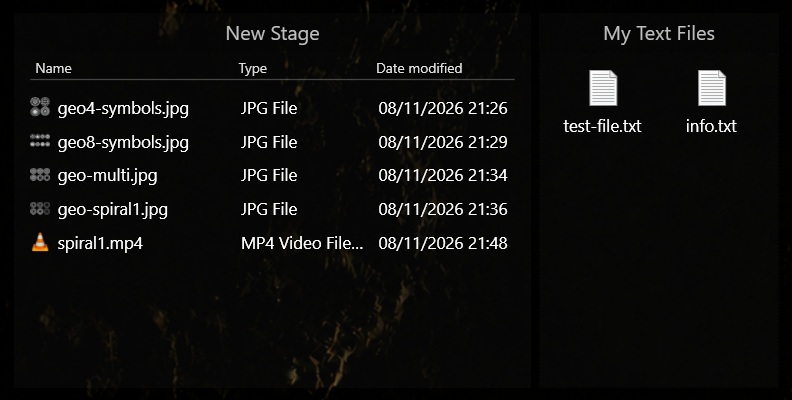 New Stage
Name Type Date modified
geo4-symbols.jpg JPG File 08/11/2026 21:26
geo8-symbols.jpg JPG File 08/11/2026 21:29
geo-multi.jpg JPG File 08/11/2026 21:34
geo-spiral1.jpg JPG File 08/11/2026 21:36
spiral1.mp4 MP4 Video File... 08/11/2026 21:48
My Text Files
test-file.txt info.txt